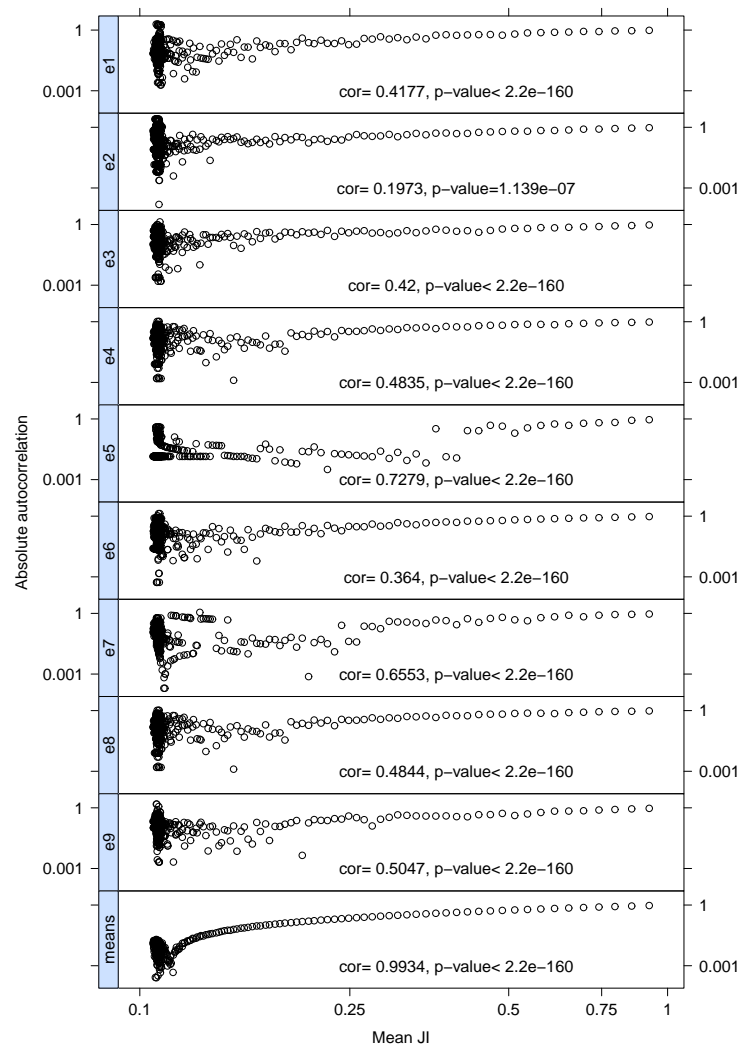 1
e1
0.001
cor= 0.4177, p−value< 2.2e−160
1
e2
0.001
cor= 0.1973, p−value=1.139e−07
1
e3
0.001
cor= 0.42, p−value< 2.2e−160
1
e4
0.001
cor= 0.4835, p−value< 2.2e−160
1
e5
0.001
cor= 0.7279, p−value< 2.2e−160
1
e6
0.001
cor= 0.364, p−value< 2.2e−160
1
e7
0.001
cor= 0.6553, p−value< 2.2e−160
1
e8
0.001
cor= 0.4844, p−value< 2.2e−160
1
e9
0.001
cor= 0.5047, p−value< 2.2e−160
1
means
0.001
cor= 0.9934, p−value< 2.2e−160
Absolute autocorrelation
0.1 0.25 0.5 0.75 1
Mean JI